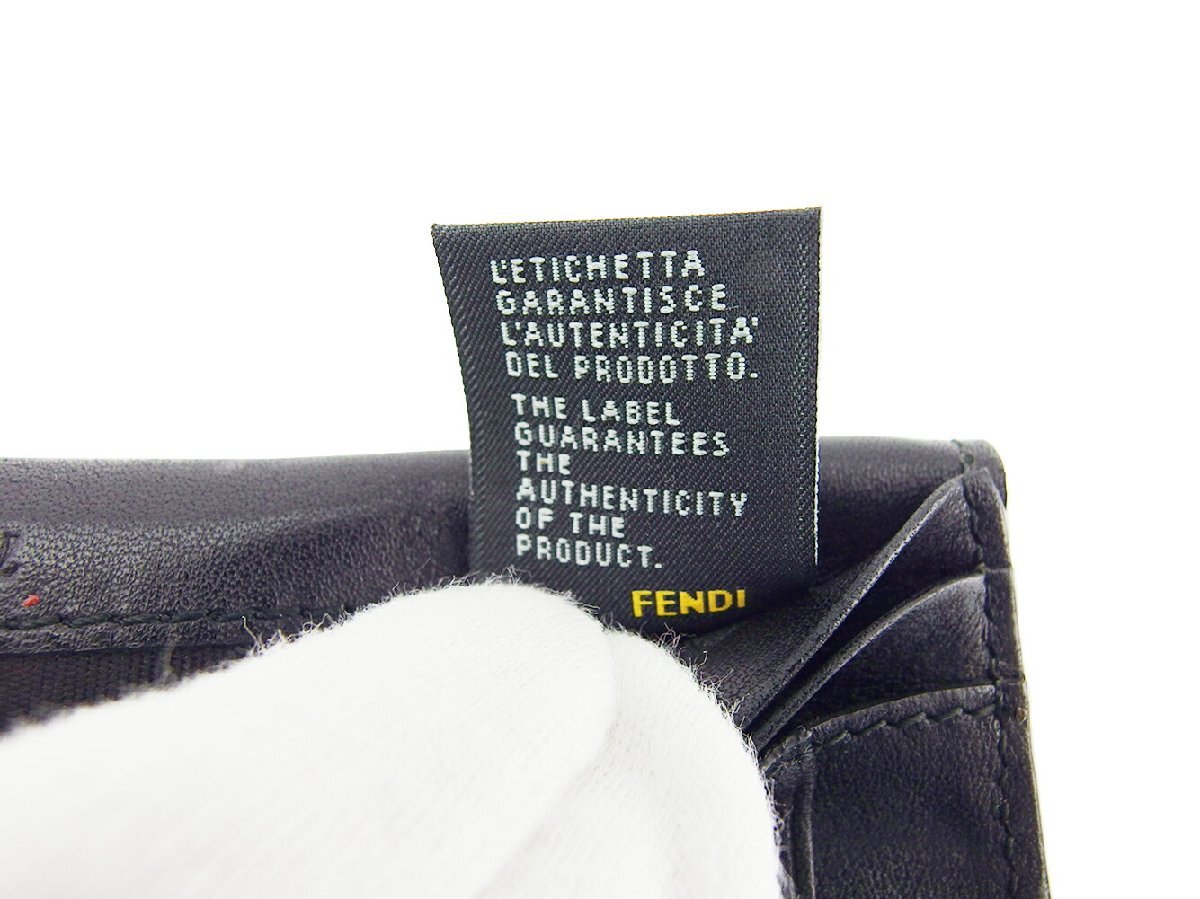 L'ETICHETTA
GARANTISCE
L'AUTENTICITA'
DEL PRODOTTO.
THE LABEL
GUARANTEES
THE
AUTHENTICITY
OF THE
PRODUCT.
FENDI